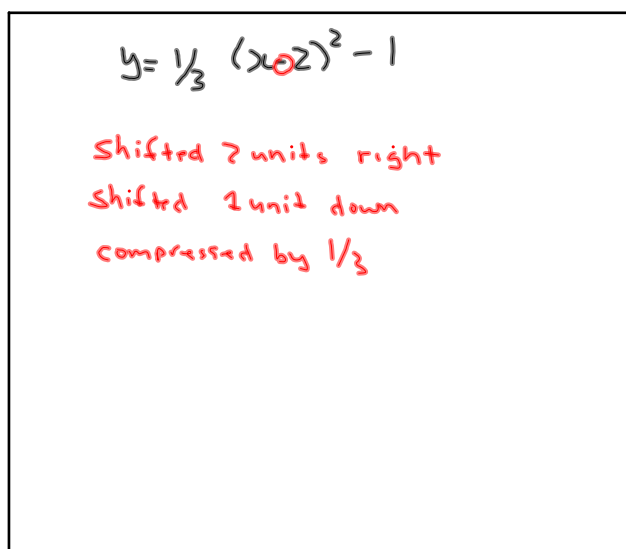 y= 1/3 (x-2)² - 1
Shifted 2 units right
Shifted 1 unit down
compressed by 1/3